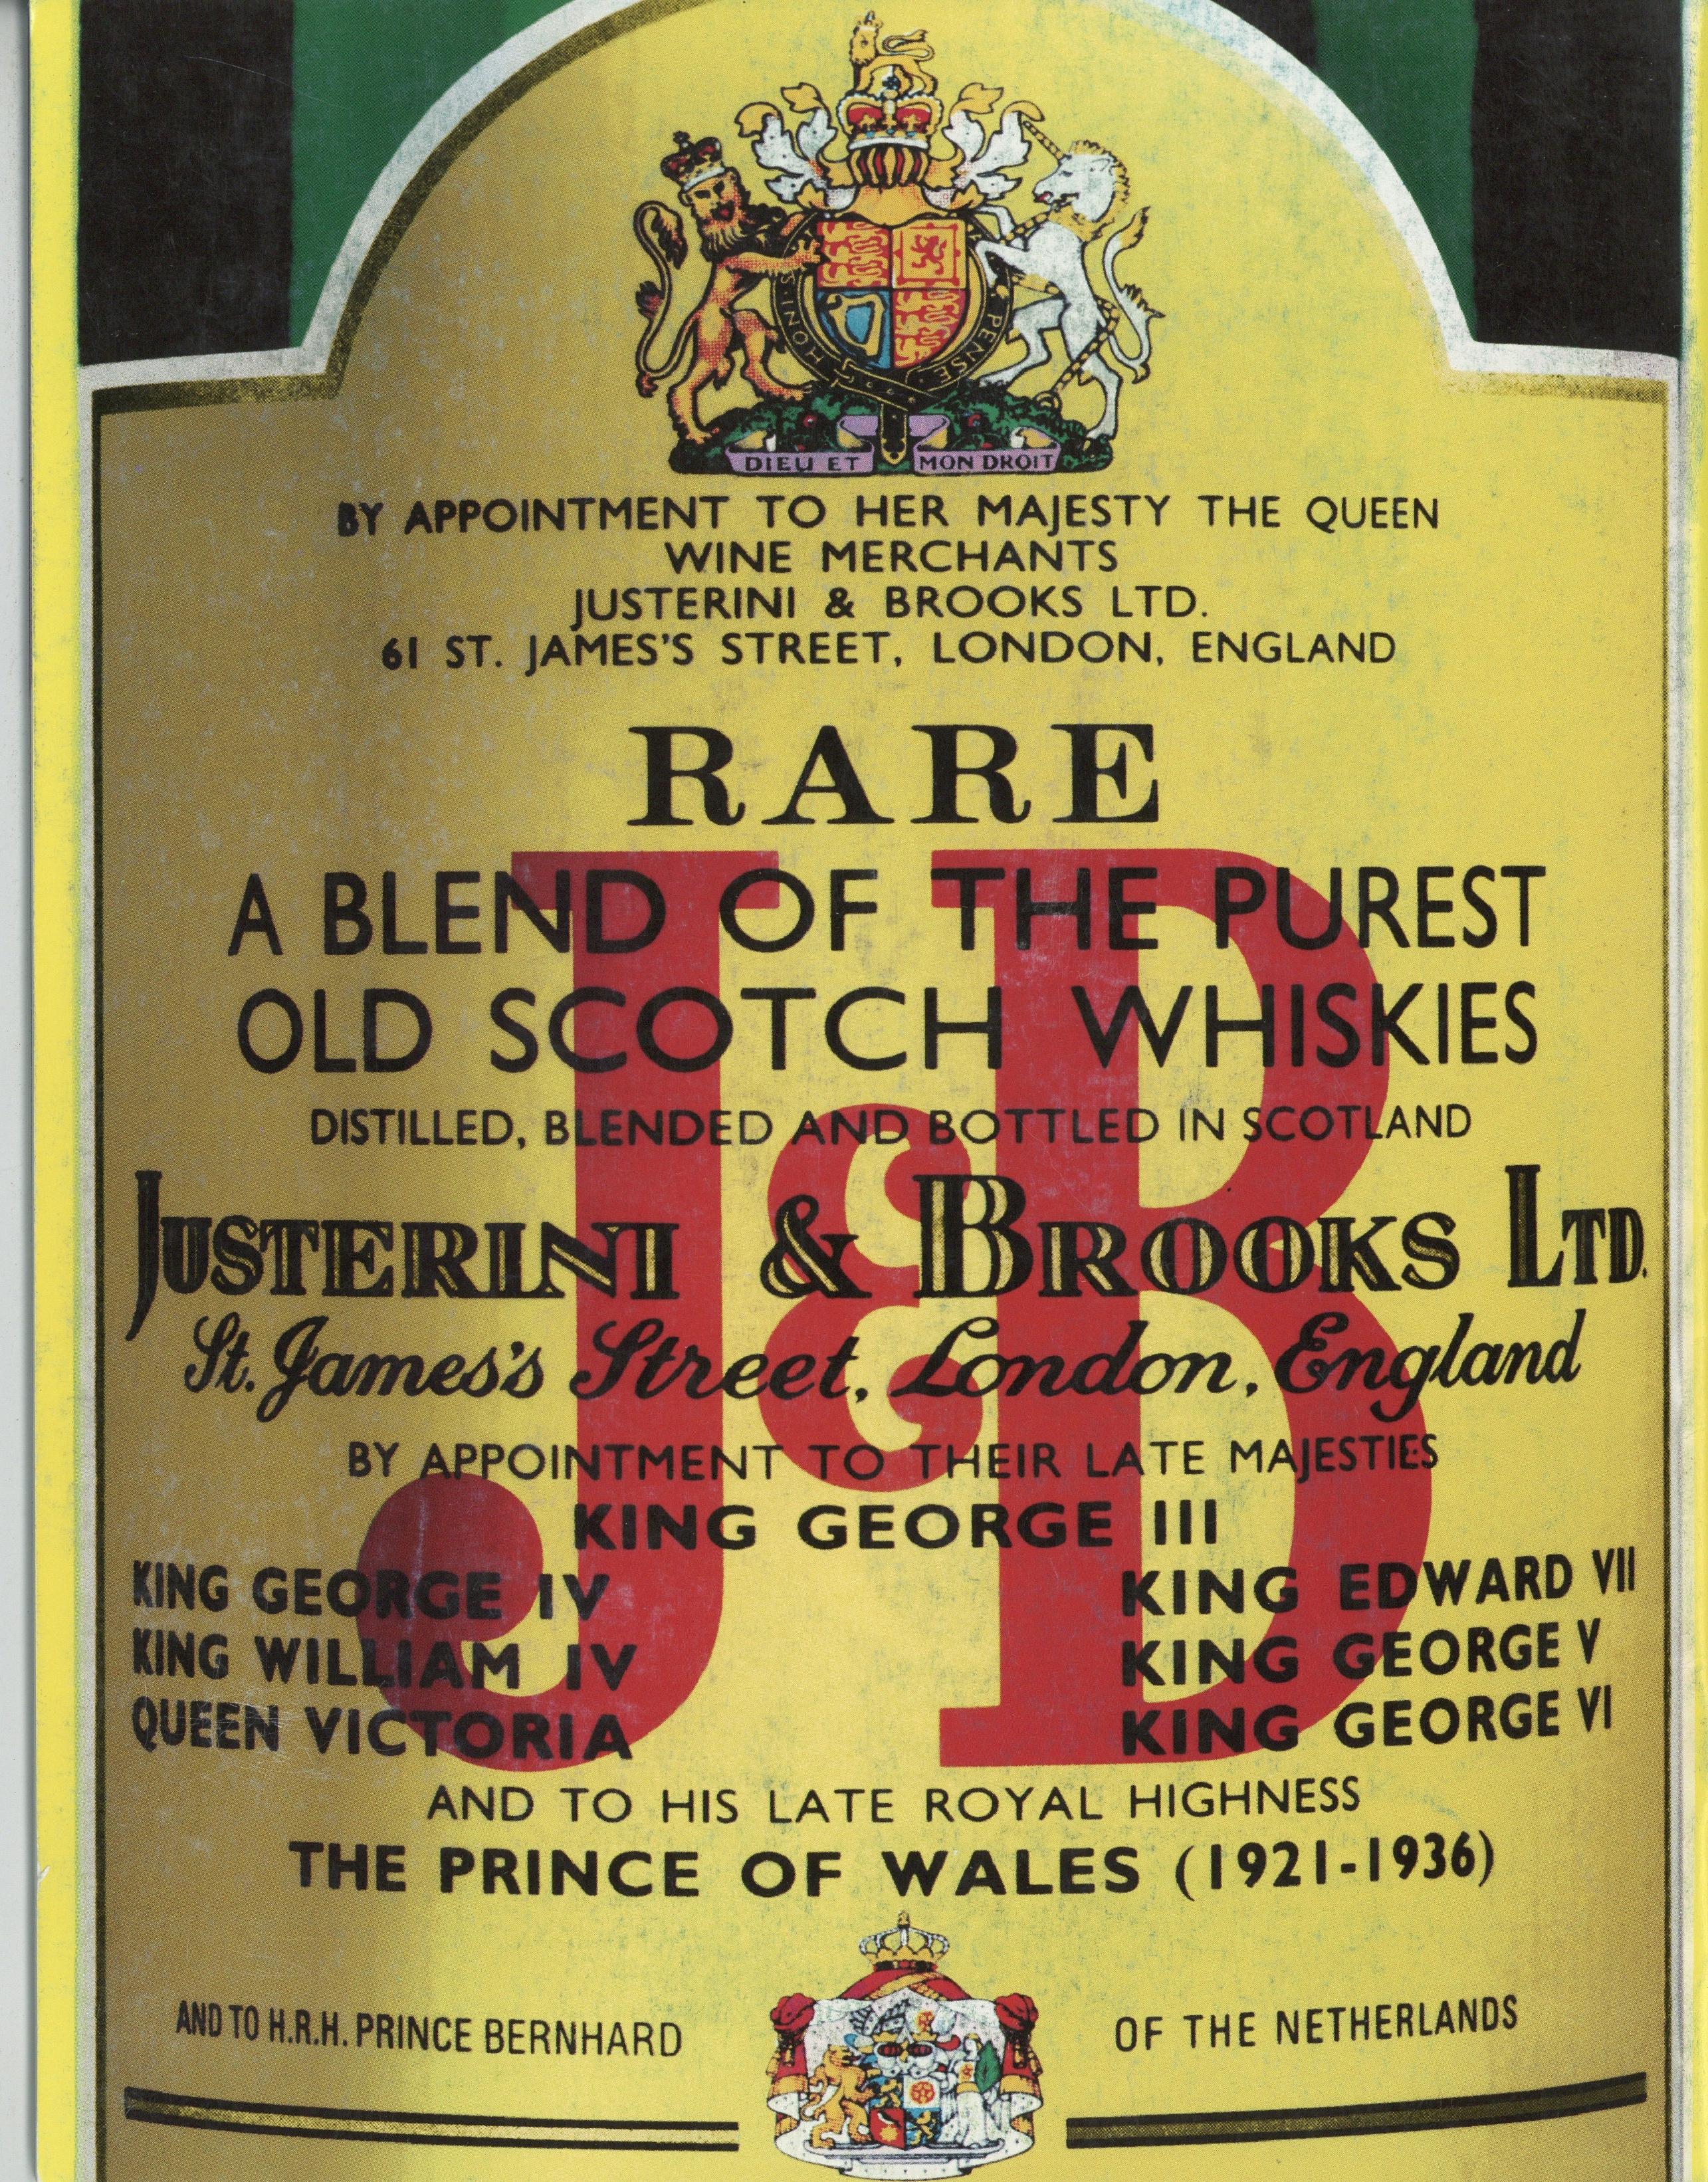 HONI S
PENSE
DIEU ET MON DROIT
BY APPOINTMENT TO HER MAJESTY THE QUEEN
WINE MERCHANTS
JUSTERINI & BROOKS LTD.
61 ST. JAMES'S STREET, LONDON, ENGLAND
RARE
J&B
A BLEND OF THE PUREST
OLD SCOTCH WHISKIES
DISTILLED, BLENDED AND BOTTLED IN SCOTLAND
JUSTERINI & BROOKS LTD.
St. James's Street, London, England
BY APPOINTMENT TO THEIR LATE MAJESTIES
KING GEORGE III
KING GEORGE IV KING EDWARD VII
KING WILLIAM IV KING GEORGE V
QUEEN VICTORIA KING GEORGE VI
AND TO HIS LATE ROYAL HIGHNESS
THE PRINCE OF WALES (1921-1936)
AND TO H.R.H. PRINCE BERNHARD OF THE NETHERLANDS